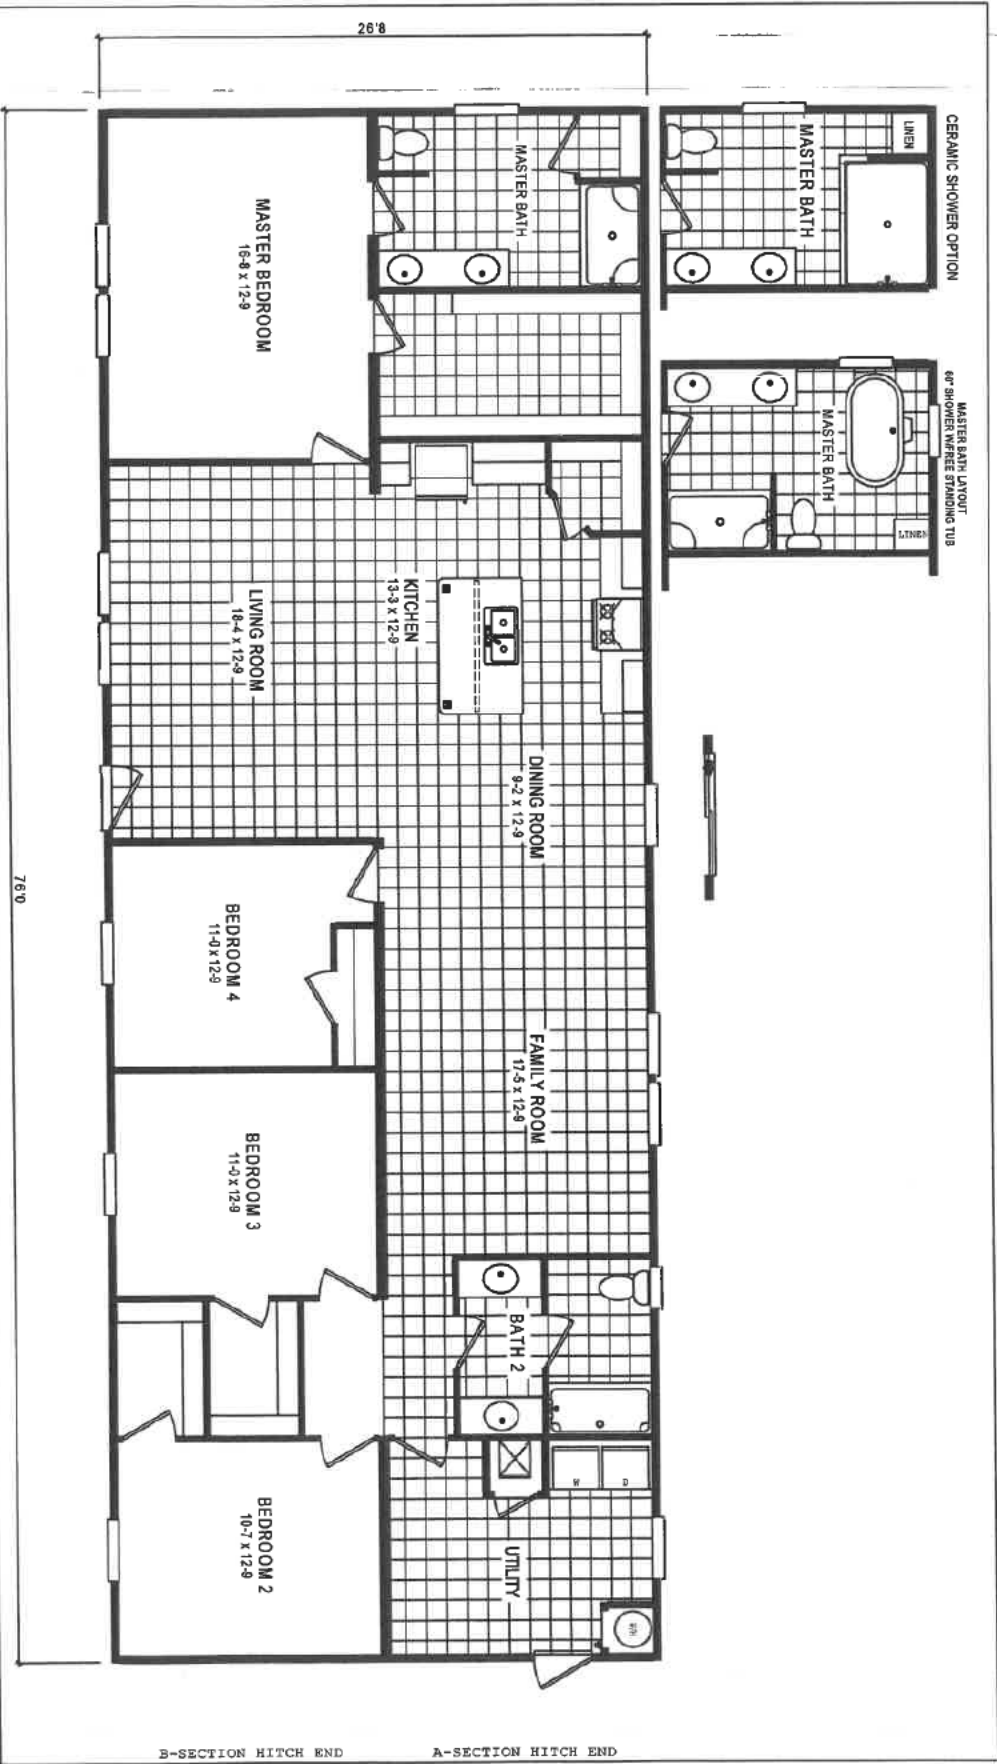 CERAMIC SHOWER OPTION
LINEN
MASTER BATH
MASTER BATH LAYOUT
60" SHOWER W/FREE STANDING TUB
MASTER BATH
LINEN
26'8
76'0
MASTER BATH
MASTER BEDROOM
16-8 x 12-9
KITCHEN
13-3 x 12-9
LIVING ROOM
18-4 x 12-9
DINING ROOM
9-2 x 12-9
FAMILY ROOM
17-5 x 12-9
BEDROOM 4
11-0 x 12-9
BEDROOM 3
11-0 x 12-9
BATH 2
W
D
UTILITY
W/H
BEDROOM 2
10-7 x 12-9
B-SECTION HITCH END
A-SECTION HITCH END